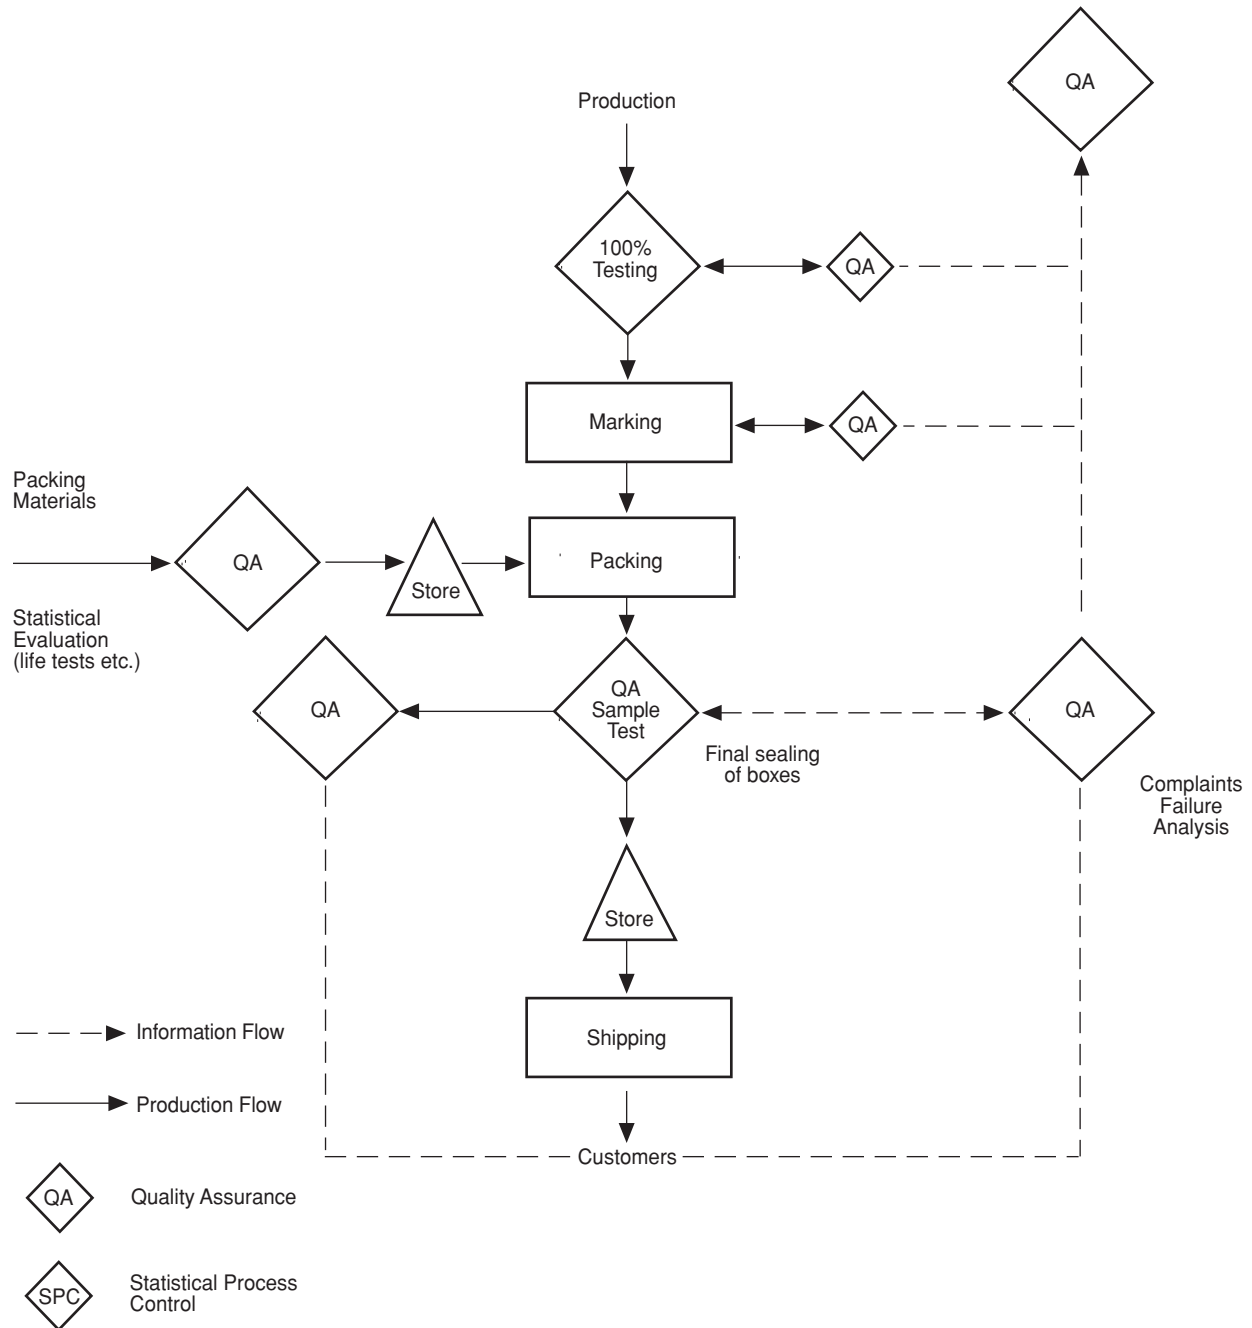 QA
Production
100%
Testing
QA
Marking
QA
Packing
Materials
QA
Store
Packing
Statistical
Evaluation
(life tests etc.)
QA
QA
Sample
Test
QA
Final sealing
of boxes
Complaints
Failure
Analysis
Store
Information Flow
Shipping
Production Flow
Customers
QA
Quality Assurance
SPC
Statistical Process
Control